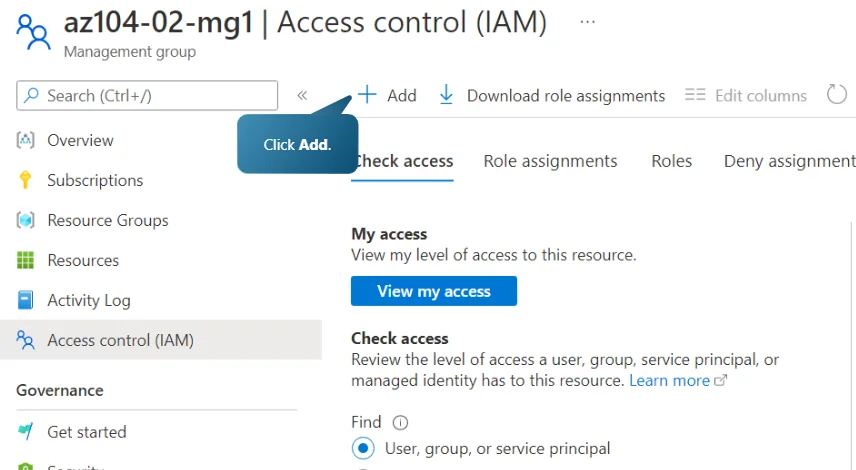 az104-02-mg1 | Access control (IAM) ...
Management group
Search (Ctrl+/)
«
Add
Download role assignments
Edit columns
Click Add.
Overview
Subscriptions
Resource Groups
Resources
Activity Log
Access control (IAM)
Governance
Get started
Security
Check access
Role assignments
Roles
Deny assignment
My access
View my level of access to this resource.
View my access
Check access
Review the level of access a user, group, service principal, or
managed identity has to this resource. Learn more
Find
User, group, or service principal